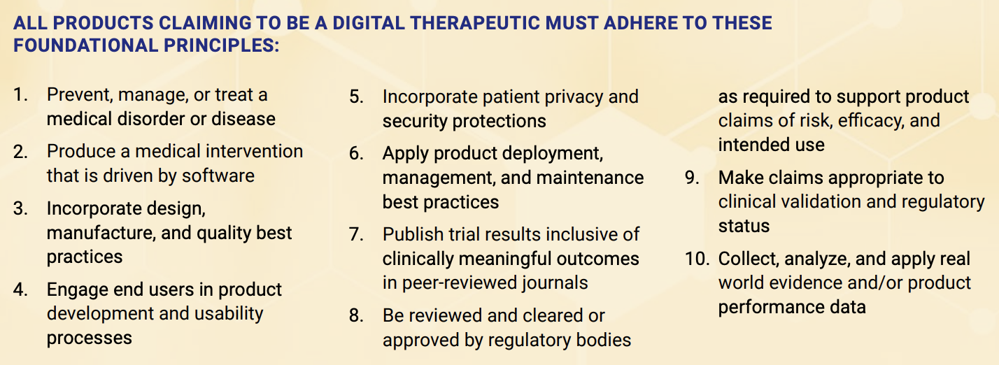 ALL PRODUCTS CLAIMING TO BE A DIGITAL THERAPEUTIC MUST ADHERE TO THESE
FOUNDATIONAL PRINCIPLES:
1. Prevent, manage, or treat a
medical disorder or disease
2. Produce a medical intervention
that is driven by software
3. Incorporate design,
manufacture, and quality best
practices
4. Engage end users in product
development and usability
processes
5. Incorporate patient privacy and
security protections
6. Apply product deployment,
management, and maintenance
best practices
7. Publish trial results inclusive of
clinically meaningful outcomes
in peer-reviewed journals
8. Be reviewed and cleared or
approved by regulatory bodies
as required to support product
claims of risk, efficacy, and
intended use
9. Make claims appropriate to
clinical validation and regulatory
status
10. Collect, analyze, and apply real
world evidence and/or product
performance data